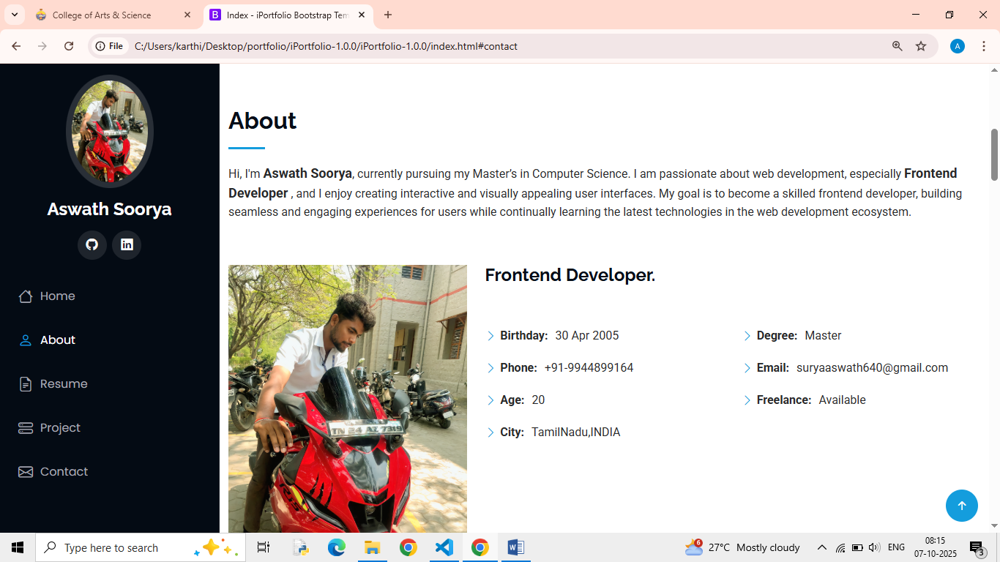 College of Arts & Science
Index - iPortfolio Bootstrap Tem
File
C:/Users/karthi/Desktop/portfolio/iPortfolio-1.0.0/iPortfolio-1.0.0/index.html#contact
A
Aswath Soorya
Home
About
Resume
Project
Contact
About
Hi, I'm Aswath Soorya, currently pursuing my Master's in Computer Science. I am passionate about web development, especially Frontend
Developer , and I enjoy creating interactive and visually appealing user interfaces. My goal is to become a skilled frontend developer, building
seamless and engaging experiences for users while continually learning the latest technologies in the web development ecosystem.
TN 24 AZ 7319
Frontend Developer.
Birthday: 30 Apr 2005
Degree: Master
Phone: +91-9944899164
Email: suryaaswath640@gmail.com
Age: 20
Freelance: Available
City: TamilNadu,INDIA
Type here to search
6
27°C Mostly cloudy
ENG
08:15
07-10-2025
3